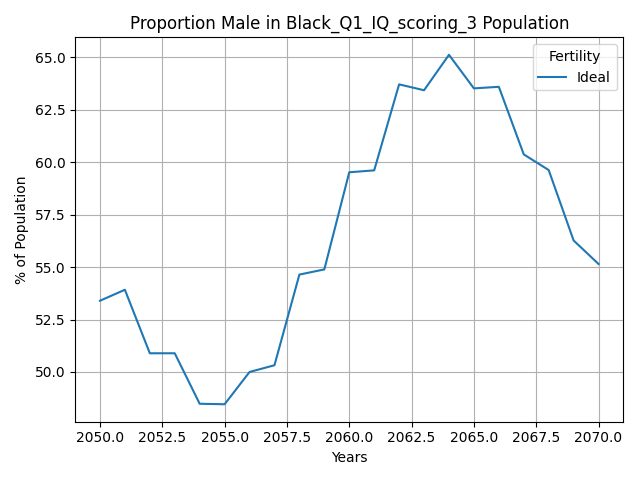 Proportion Male in Black_Q1_IQ_scoring_3 Population
Fertility
Ideal
% of Population
65.0
62.5
60.0
57.5
55.0
52.5
50.0
2050.0 2052.5 2055.0 2057.5 2060.0 2062.5 2065.0 2067.5 2070.0
Years